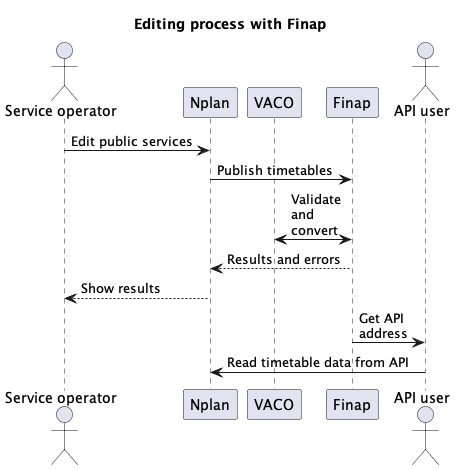 Editing process with Finap
Service operator
Nplan
VACO
Finap
API user
Edit public services
Publish timetables
Validate
and
convert
Results and errors
Show results
Get API
address
Read timetable data from API
Service operator
Nplan
VACO
Finap
API user